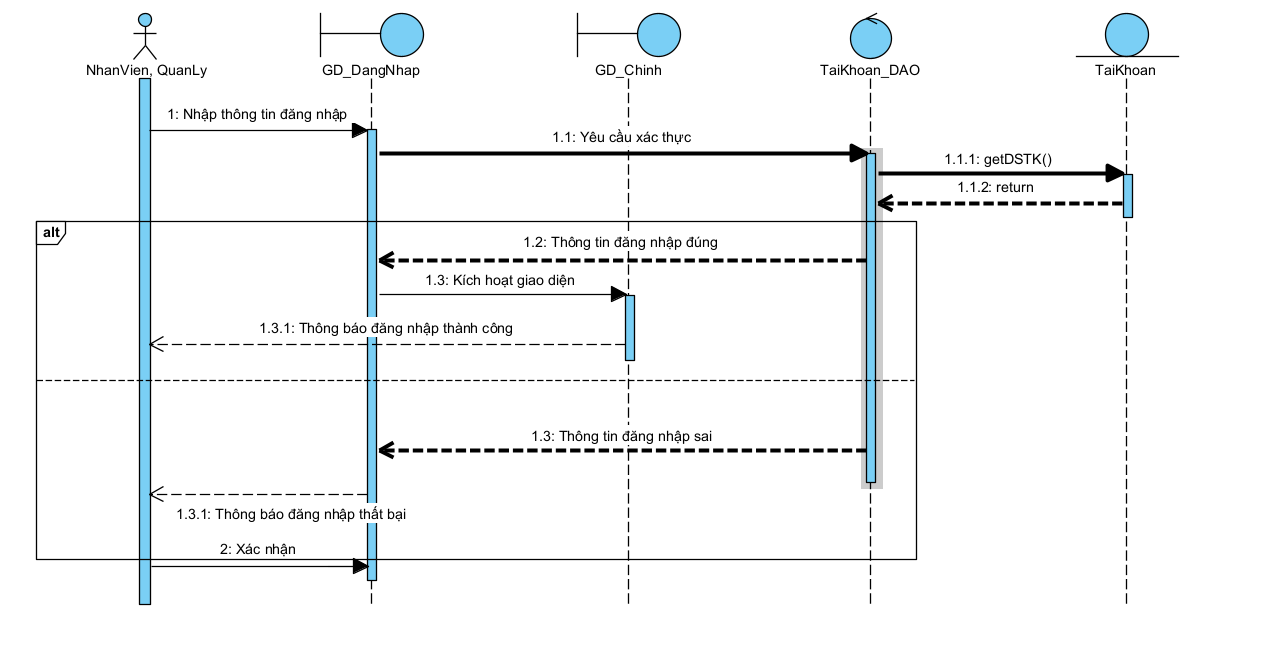 NhanVien, QuanLy
GD_DangNhap
GD_Chinh
TaiKhoan_DAO
TaiKhoan
1: Nhập thông tin đăng nhập
1.1: Yêu cầu xác thực
1.1.1: getDSTK()
1.1.2: return
alt
1.2: Thông tin đăng nhập đúng
1.3: Kích hoạt giao diện
1.3.1: Thông báo đăng nhập thành công
1.3: Thông tin đăng nhập sai
1.3.1: Thông báo đăng nhập thất bại
2: Xác nhận